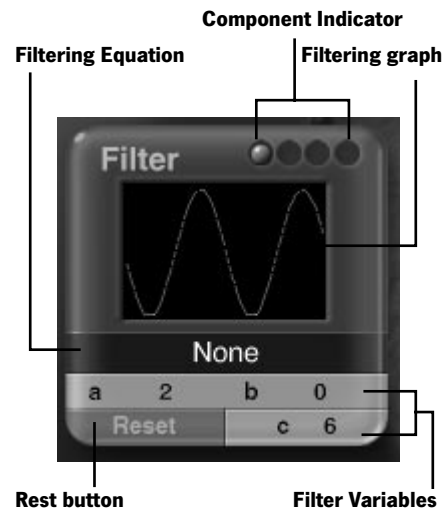 Component Indicator
Filtering Equation
Filtering graph
Filter
None
a 2 b 0
Reset c 6
Rest button
Filter Variables